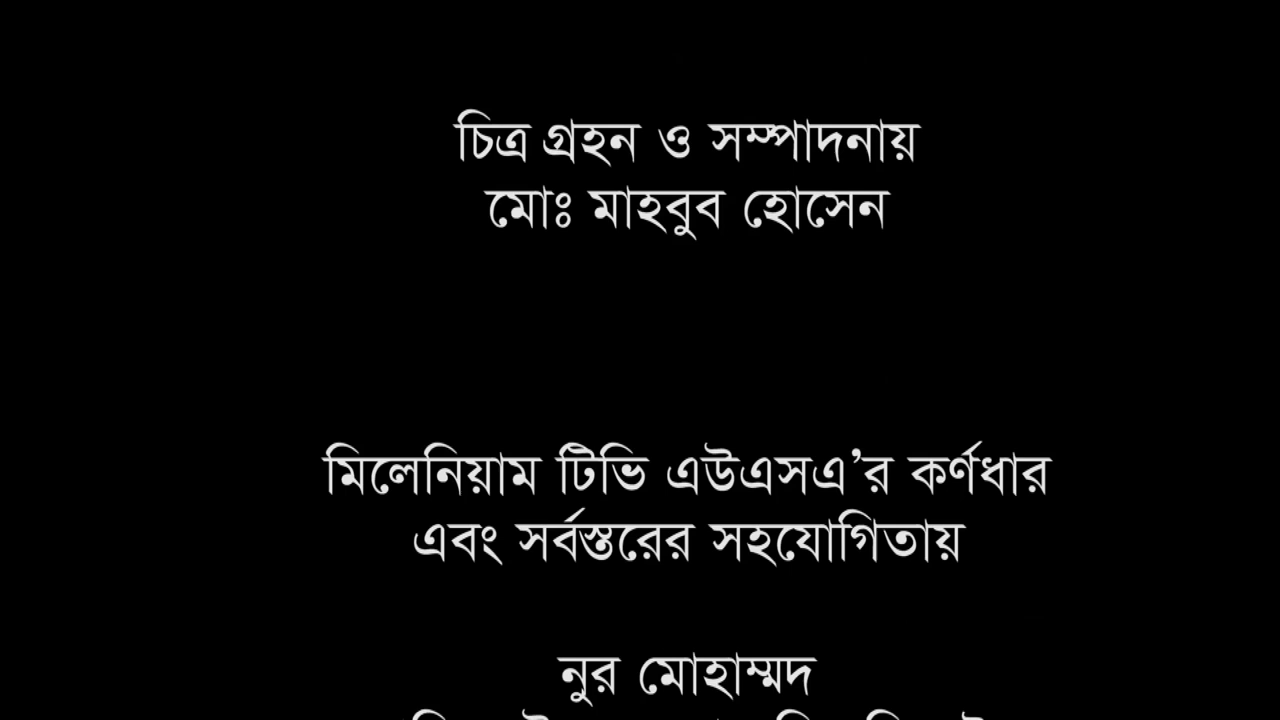 চিত্র গ্রহন ও সম্পাদনায়
মোঃ মাহবুব হোসেন
মিলেনিয়াম টিভি এউএসএ’র কর্ণধার
এবং সর্বস্তরের সহযোগিতায়
নুর মোহাম্মদ